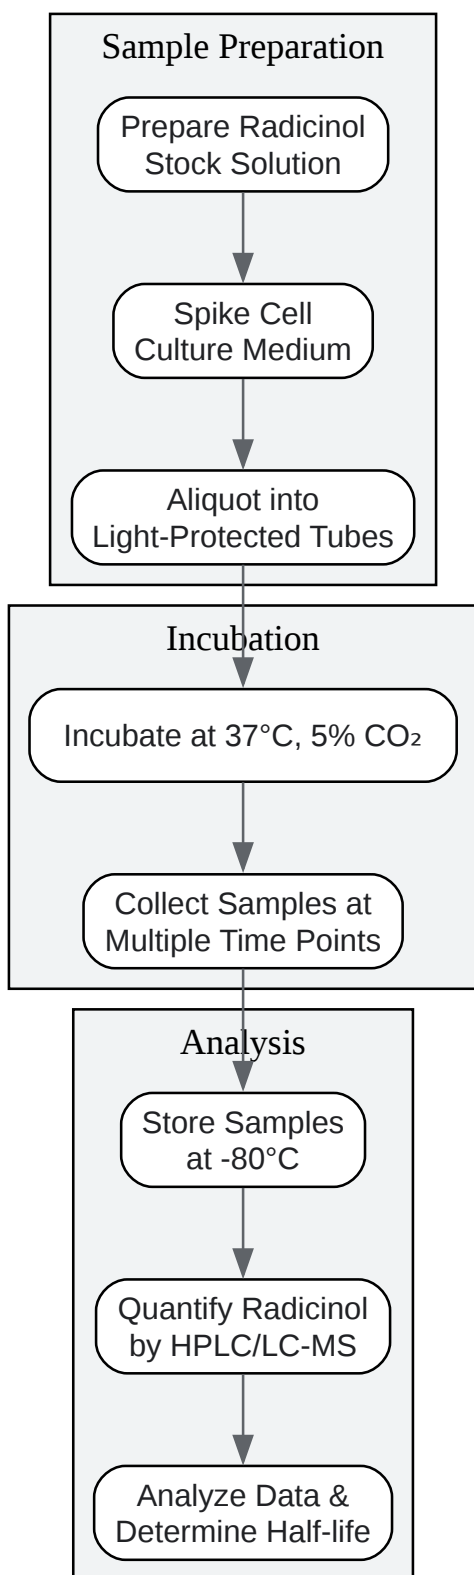 Sample Preparation
Prepare Radicinol
Stock Solution
Spike Cell
Culture Medium
Aliquot into
Light-Protected Tubes
Incubation
Incubate at 37°C, 5% CO₂
Collect Samples at
Multiple Time Points
Analysis
Store Samples
at -80°C
Quantify Radicinol
by HPLC/LC-MS
Analyze Data &
Determine Half-life